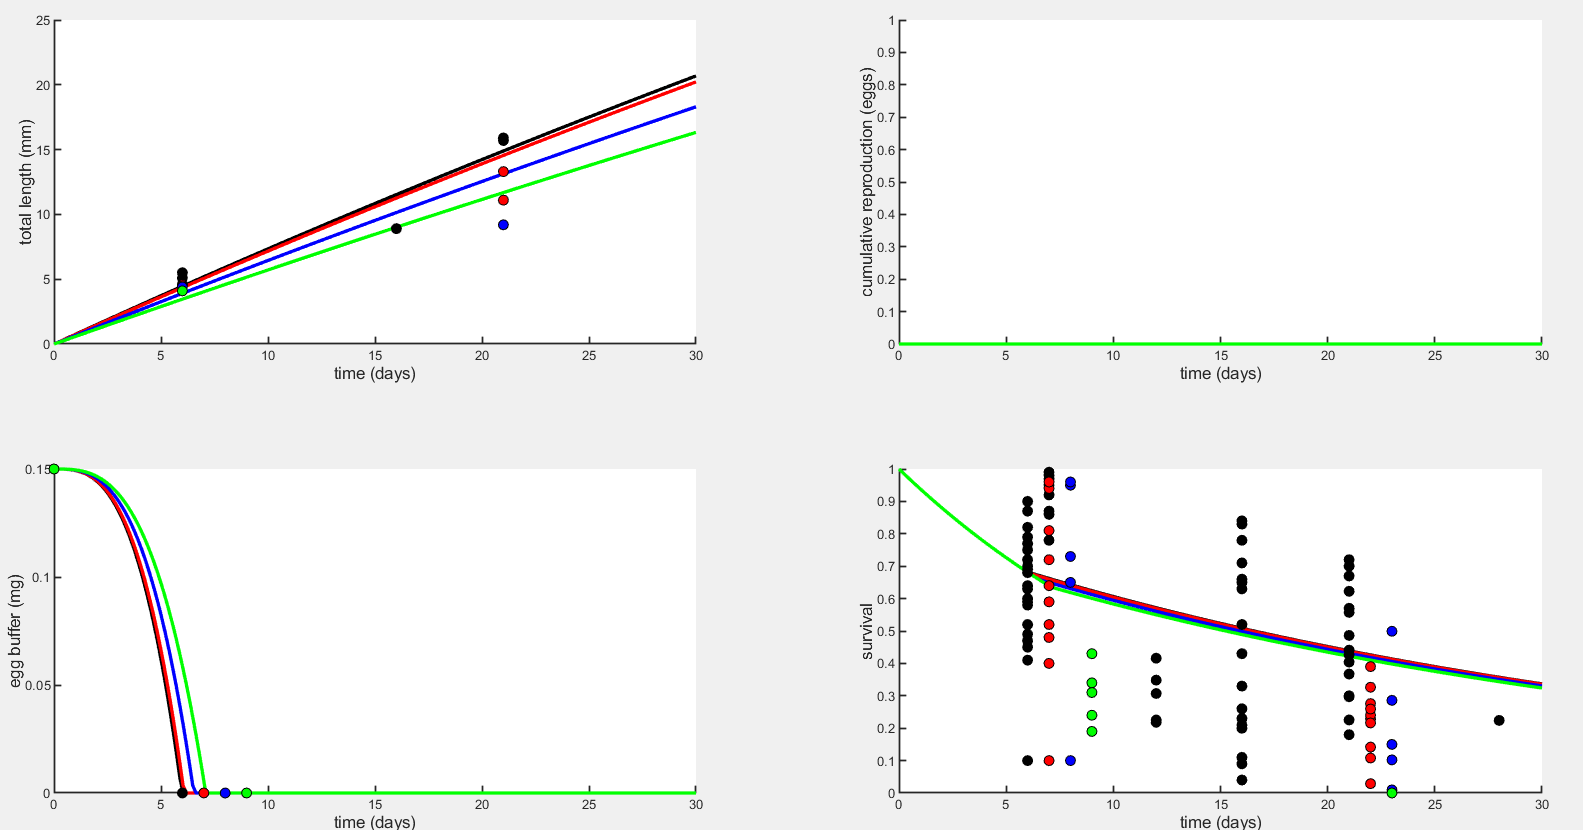 25
20
15
10
5
0
total length (mm)
0 5 10 15 20 25 30
time (days)
1
0.9
0.8
0.7
0.6
0.5
0.4
0.3
0.2
0.1
0
cumulative reproduction (eggs)
0 5 10 15 20 25 30
time (days)
0.15
0.1
0.05
0
egg buffer (mg)
0 5 10 15 20 25 30
time (days)
1
0.9
0.8
0.7
0.6
0.5
0.4
0.3
0.2
0.1
0
survival
0 5 10 15 20 25 30
time (days)